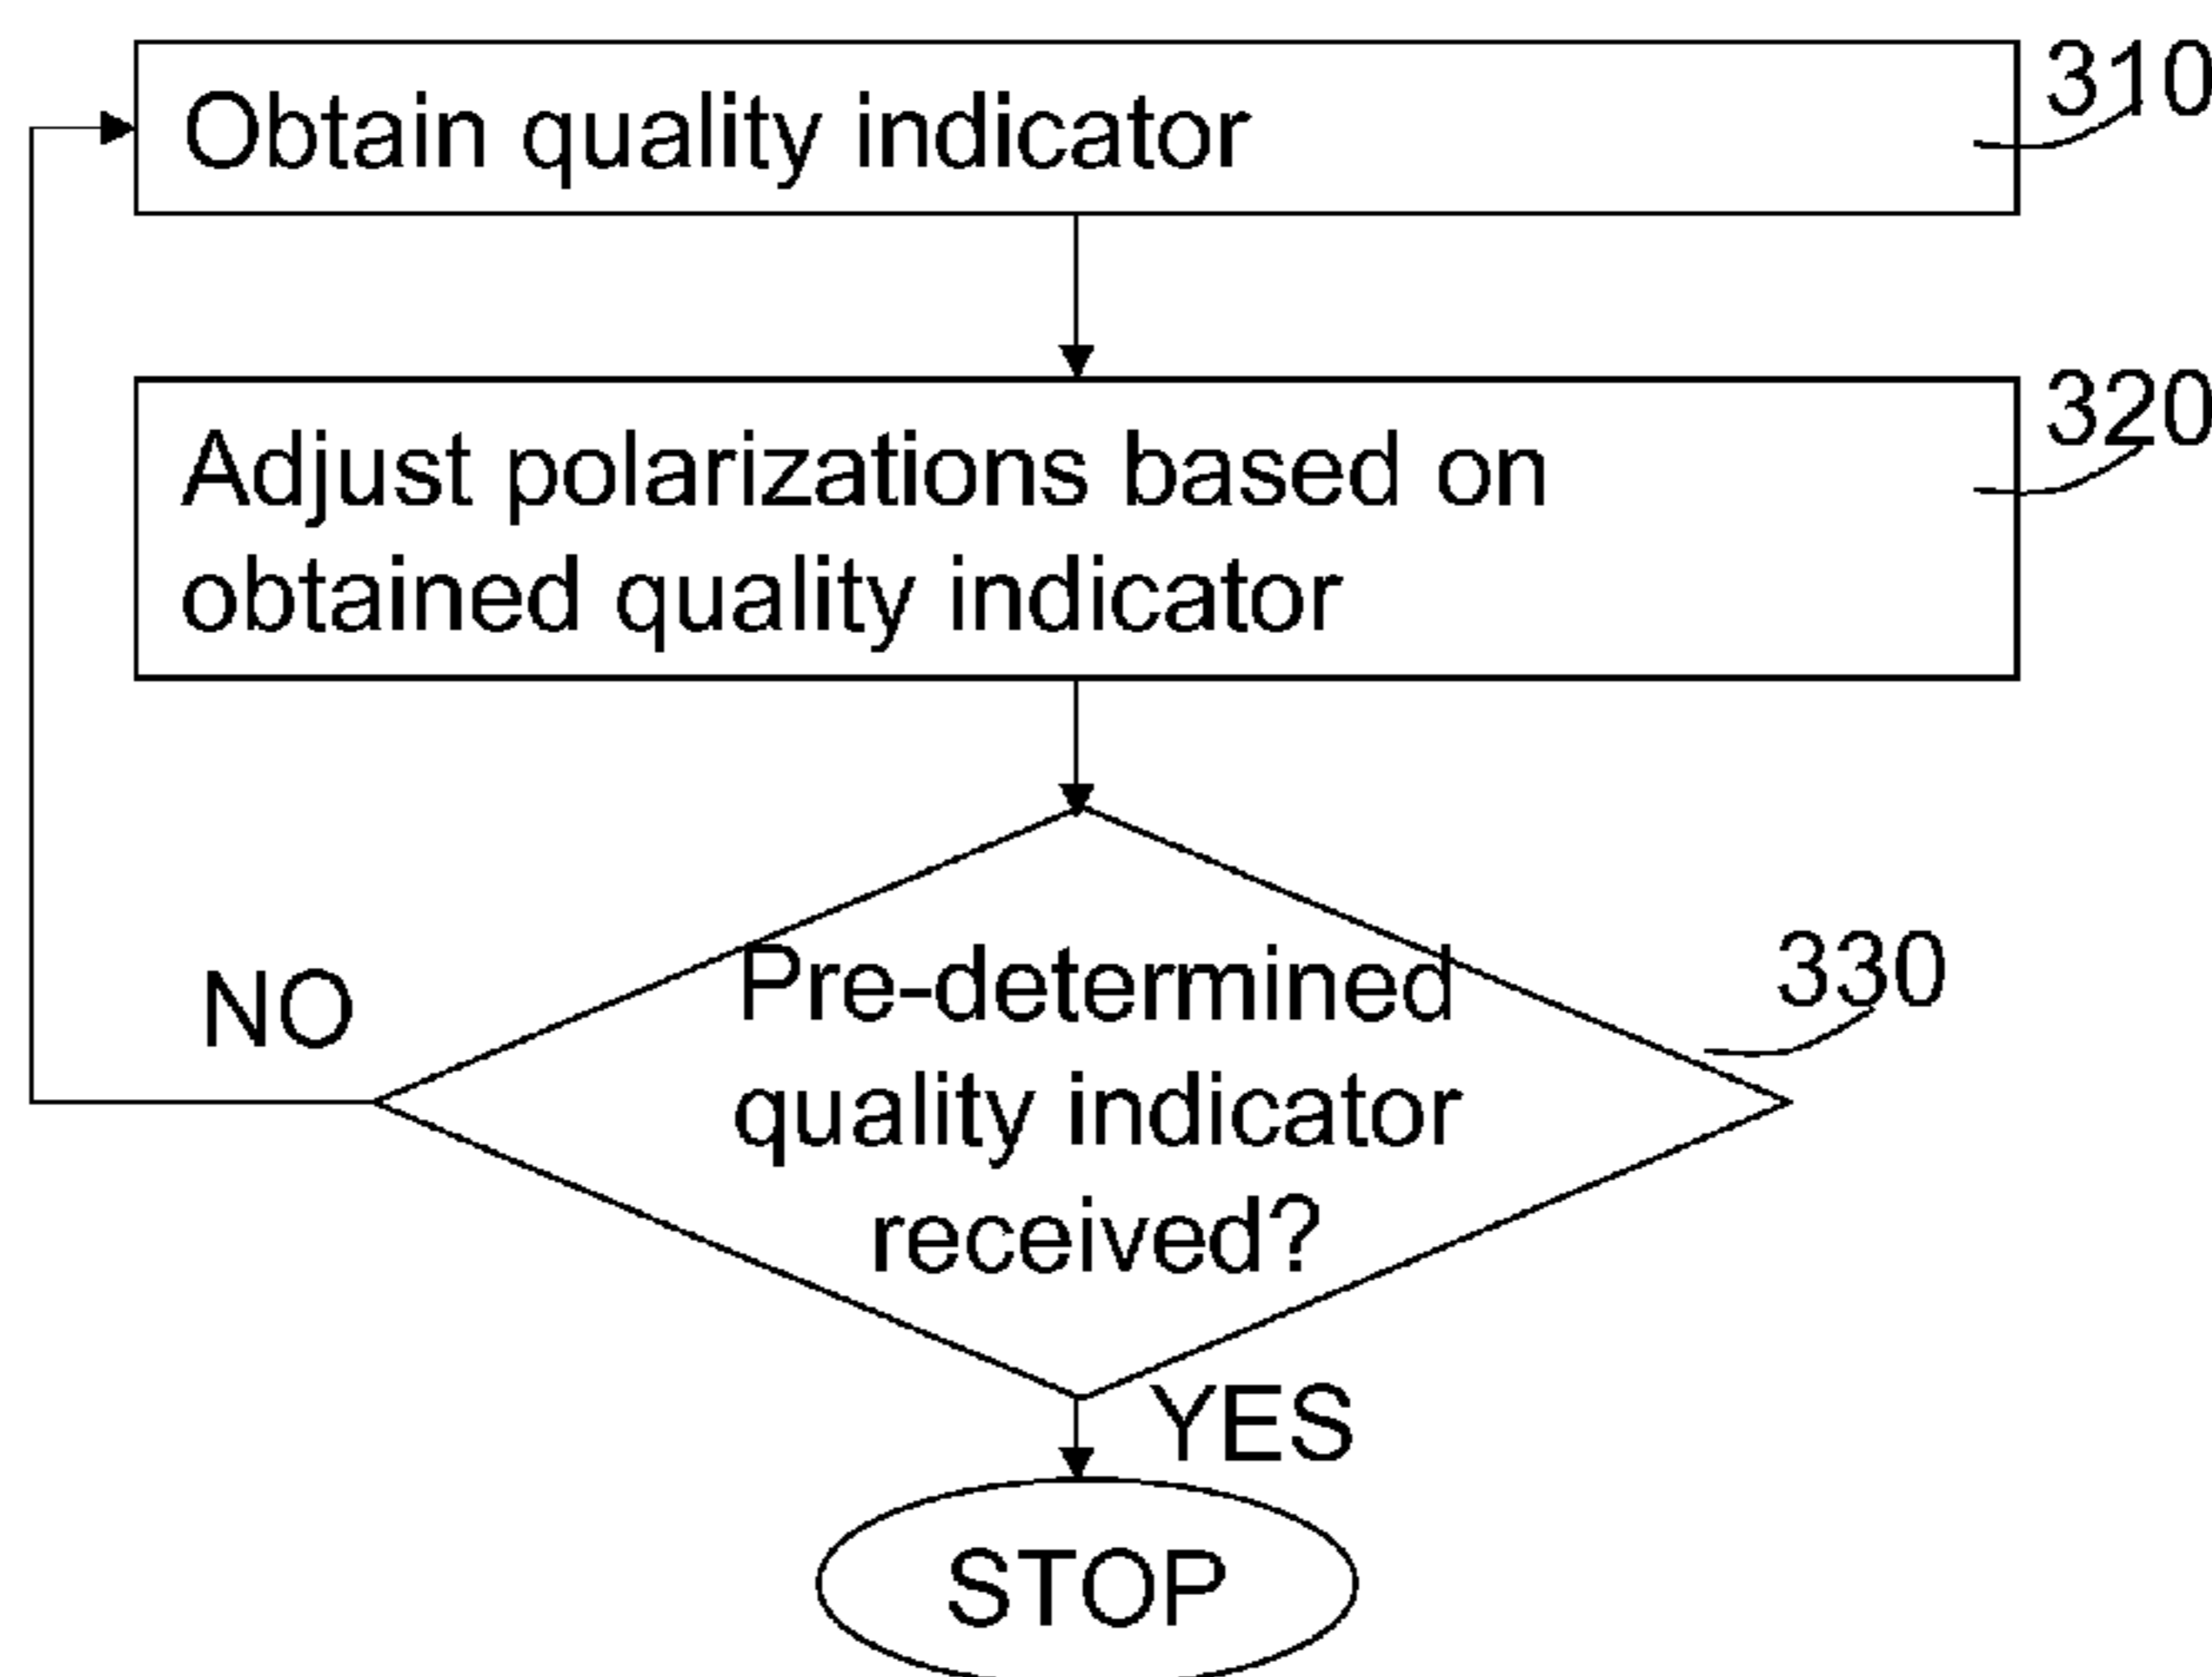 310
Obtain quality indicator
320
Adjust polarizations based on
obtained quality indicator
330
NO
Pre-determined
quality indicator
received?
YES
STOP